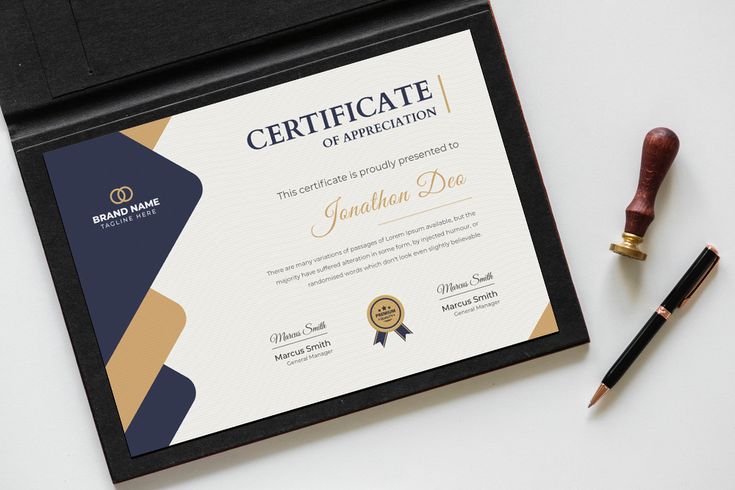 CERTIFICATE
OF APPRECIATION
BRAND NAME
TAGLINE HERE
This certificate is proudly presented to
Jonathon Deo
There are many variations of passages of Lorem Ipsum available, but the
majority have suffered alteration in some form, by injected humour, or
randomised words which don't look even slightly believable.
Marcus Smith
Marcus Smith
General Manager
PREMIUM
QUALITY
Marcus Smith
Marcus Smith
General Manager